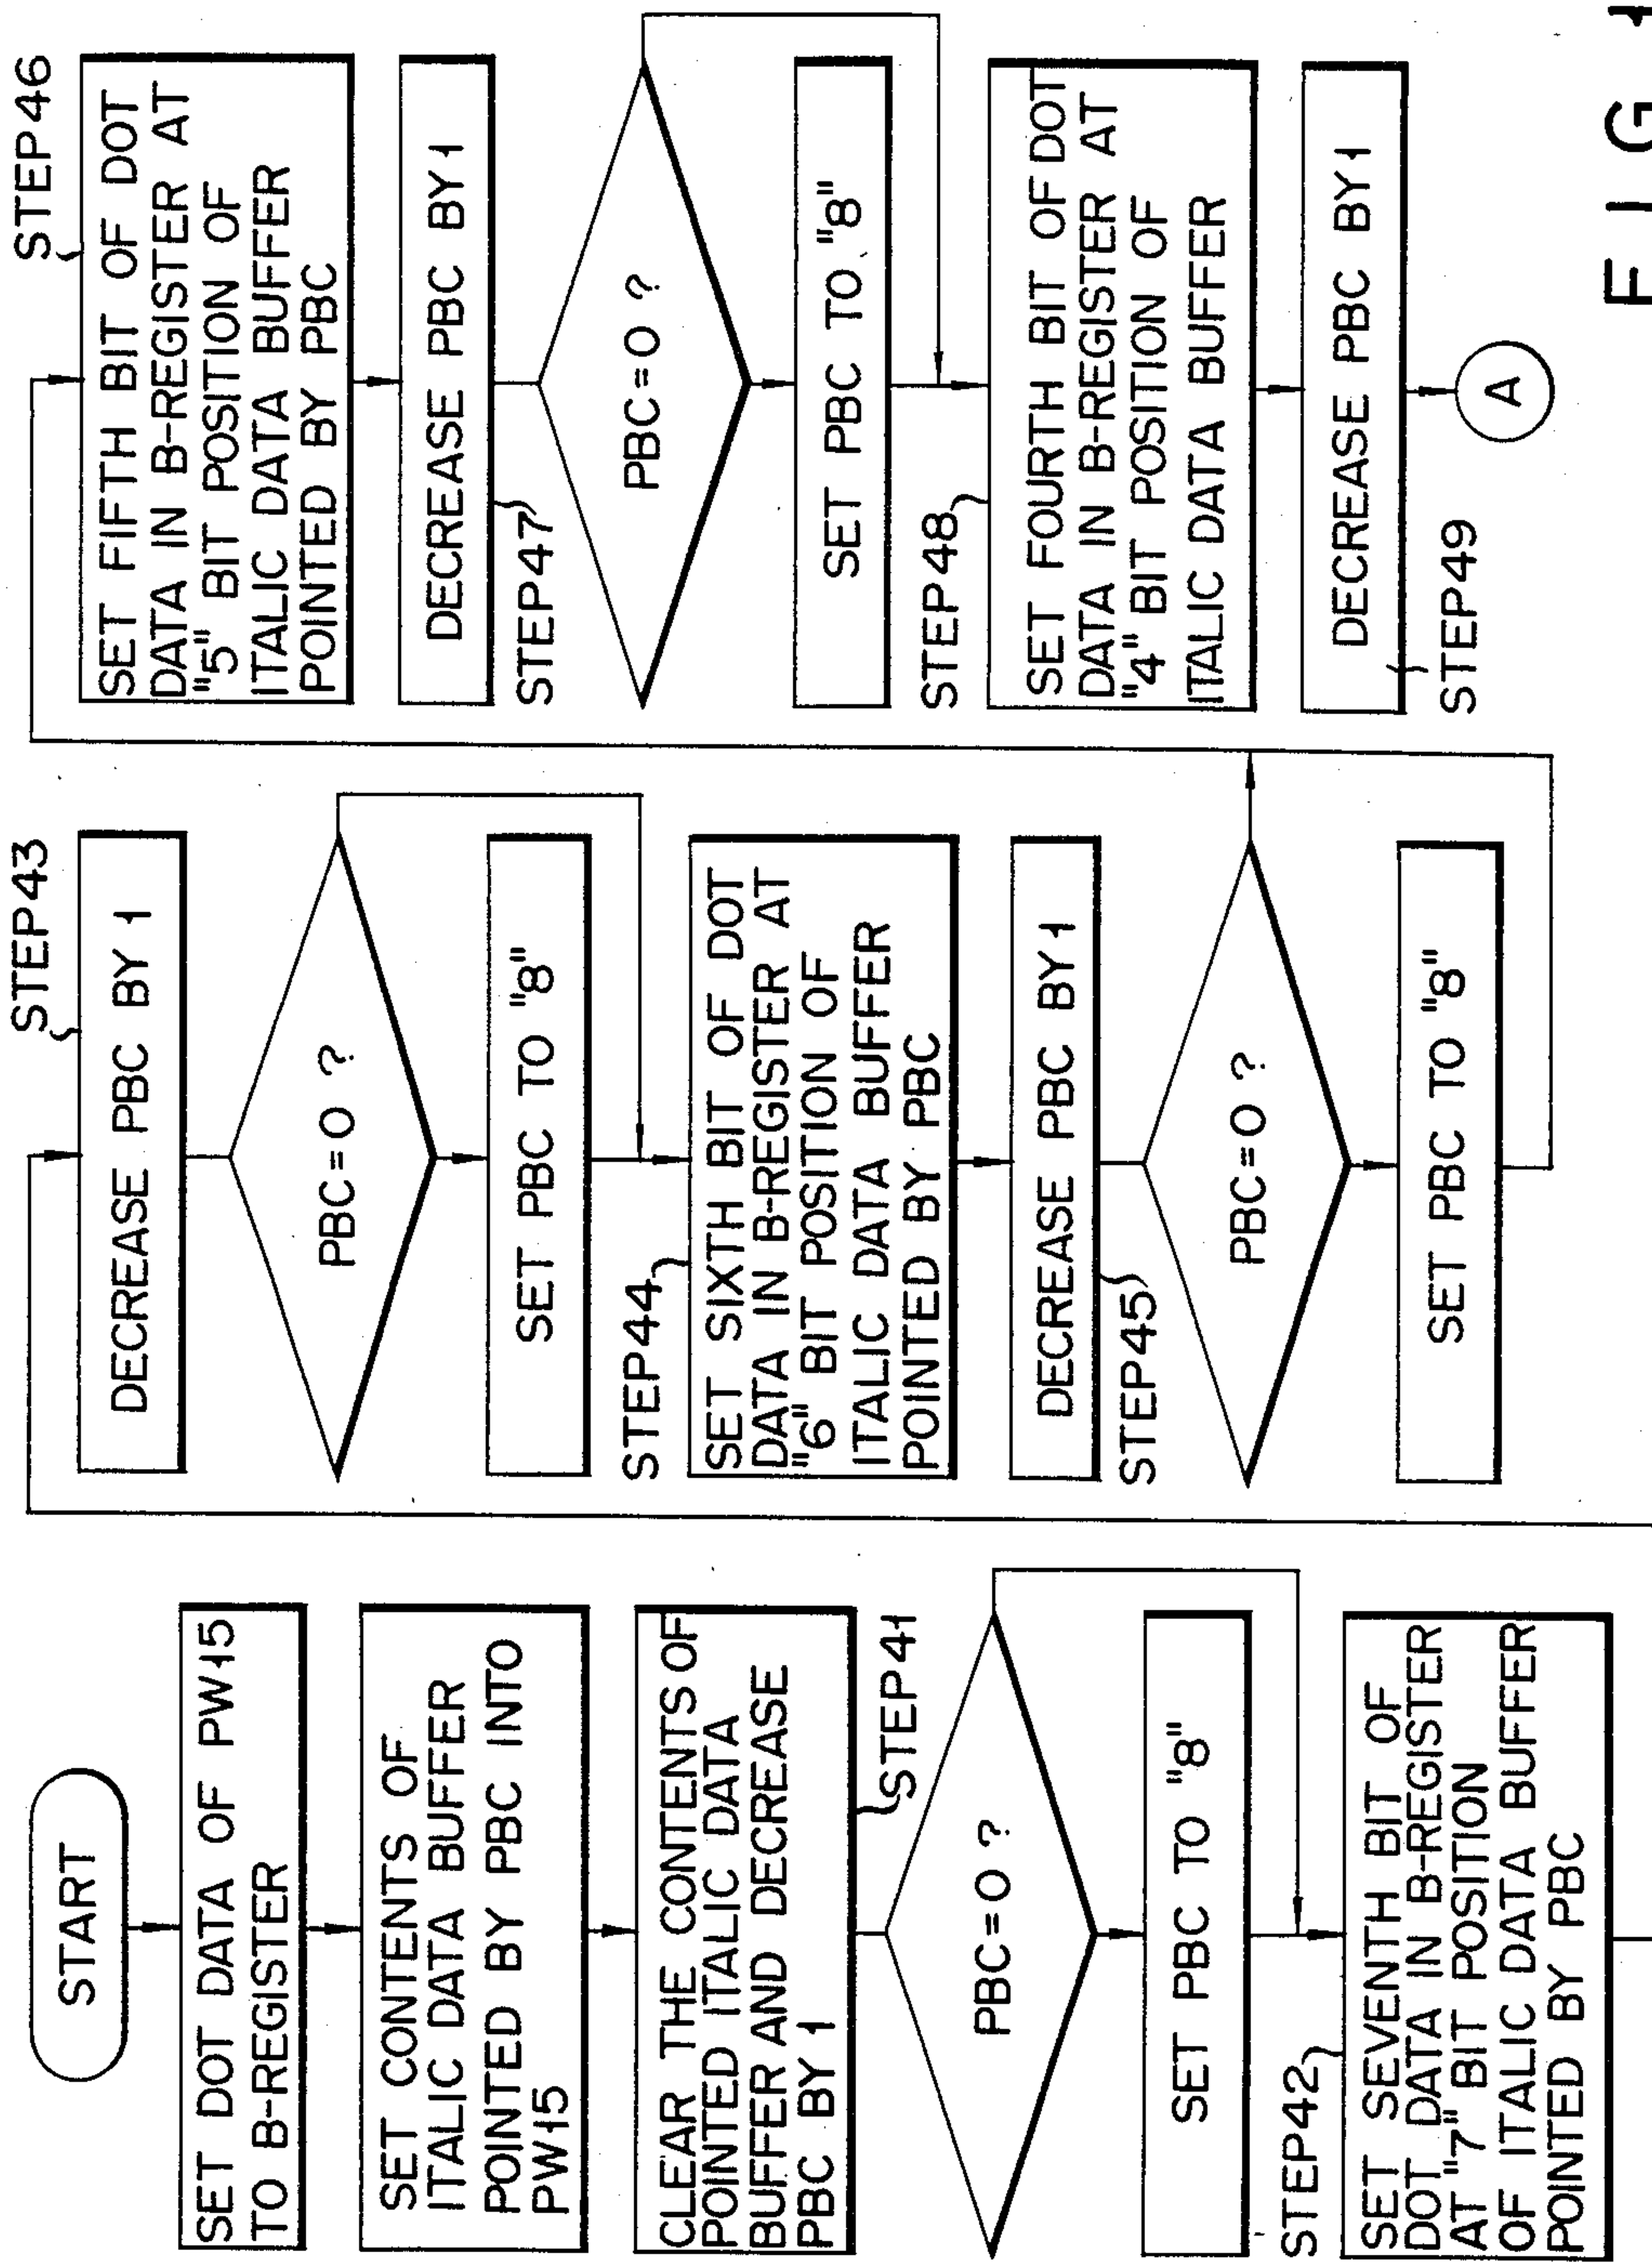 START
SET DOT DATA OF PW15
TO B-REGISTER
SET CONTENTS OF
ITALIC DATA BUFFER
POINTED BY PBC INTO
PW15
CLEAR THE CONTENTS OF
POINTED ITALIC DATA
BUFFER AND DECREASE
PBC BY 1
STEP41
PBC=0 ?
SET PBC TO "8"
STEP42
SET SEVENTH BIT OF
DOT DATA IN B-REGISTER
AT "7" BIT POSITION
OF ITALIC DATA BUFFER
POINTED BY PBC
STEP43
DECREASE PBC BY 1
PBC=0 ?
SET PBC TO "8"
STEP44
SET SIXTH BIT OF DOT
DATA IN B-REGISTER AT
"6" BIT POSITION OF
ITALIC DATA BUFFER
POINTED BY PBC
DECREASE PBC BY 1
STEP45
PBC=0 ?
SET PBC TO "8"
STEP46
SET FIFTH BIT OF DOT
DATA IN B-REGISTER AT
"5" BIT POSITION OF
ITALIC DATA BUFFER
POINTED BY PBC
DECREASE PBC BY 1
STEP47
PBC=0 ?
SET PBC TO "8"
STEP48
SET FOURTH BIT OF DOT
DATA IN B-REGISTER AT
"4" BIT POSITION OF
ITALIC DATA BUFFER
DECREASE PBC BY 1
STEP49
A